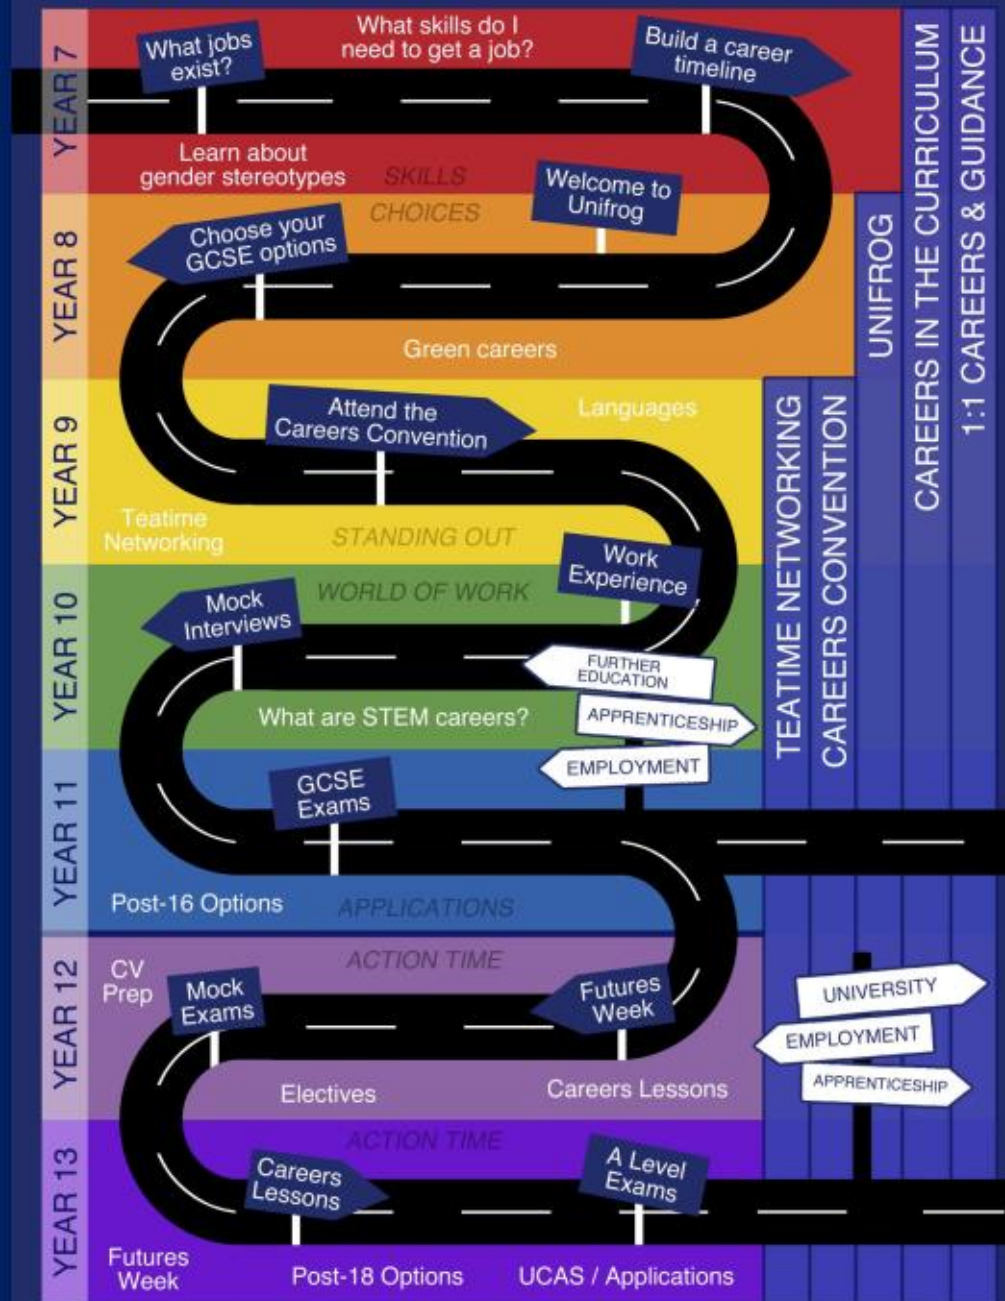 YEAR 7
What jobs
exist?
What skills do I
need to get a job?
Build a career
timeline
Learn about
gender stereotypes
SKILLS
YEAR 8
CHOICES
Welcome to
Unifrog
Choose your
GCSE options
Green careers
YEAR 9
Attend the
Careers Convention
Languages
Teatime
Networking
STANDING OUT
YEAR 10
WORLD OF WORK
Work
Experience
Mock
Interviews
FURTHER
EDUCATION
What are STEM careers?
APPRENTICESHIP
EMPLOYMENT
YEAR 11
GCSE
Exams
Post-16 Options
APPLICATIONS
YEAR 12
ACTION TIME
CV
Prep
Mock
Exams
Futures
Week
Electives
Careers Lessons
YEAR 13
ACTION TIME
Careers
Lessons
A Level
Exams
Futures
Week
Post-18 Options
UCAS / Applications
TEATIME NETWORKING
CAREERS CONVENTION
UNIFROG
CAREERS IN THE CURRICULUM
1:1 CAREERS & GUIDANCE
UNIVERSITY
EMPLOYMENT
APPRENTICESHIP